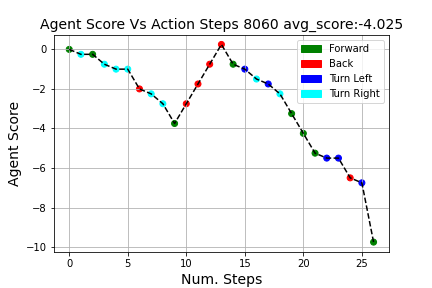 Agent Score Vs Action Steps 8060 avg_score:-4.025
Forward
Back
Turn Left
Turn Right
Agent Score
0
−2
−4
−6
−8
−10
0 5 10 15 20 25
Num. Steps